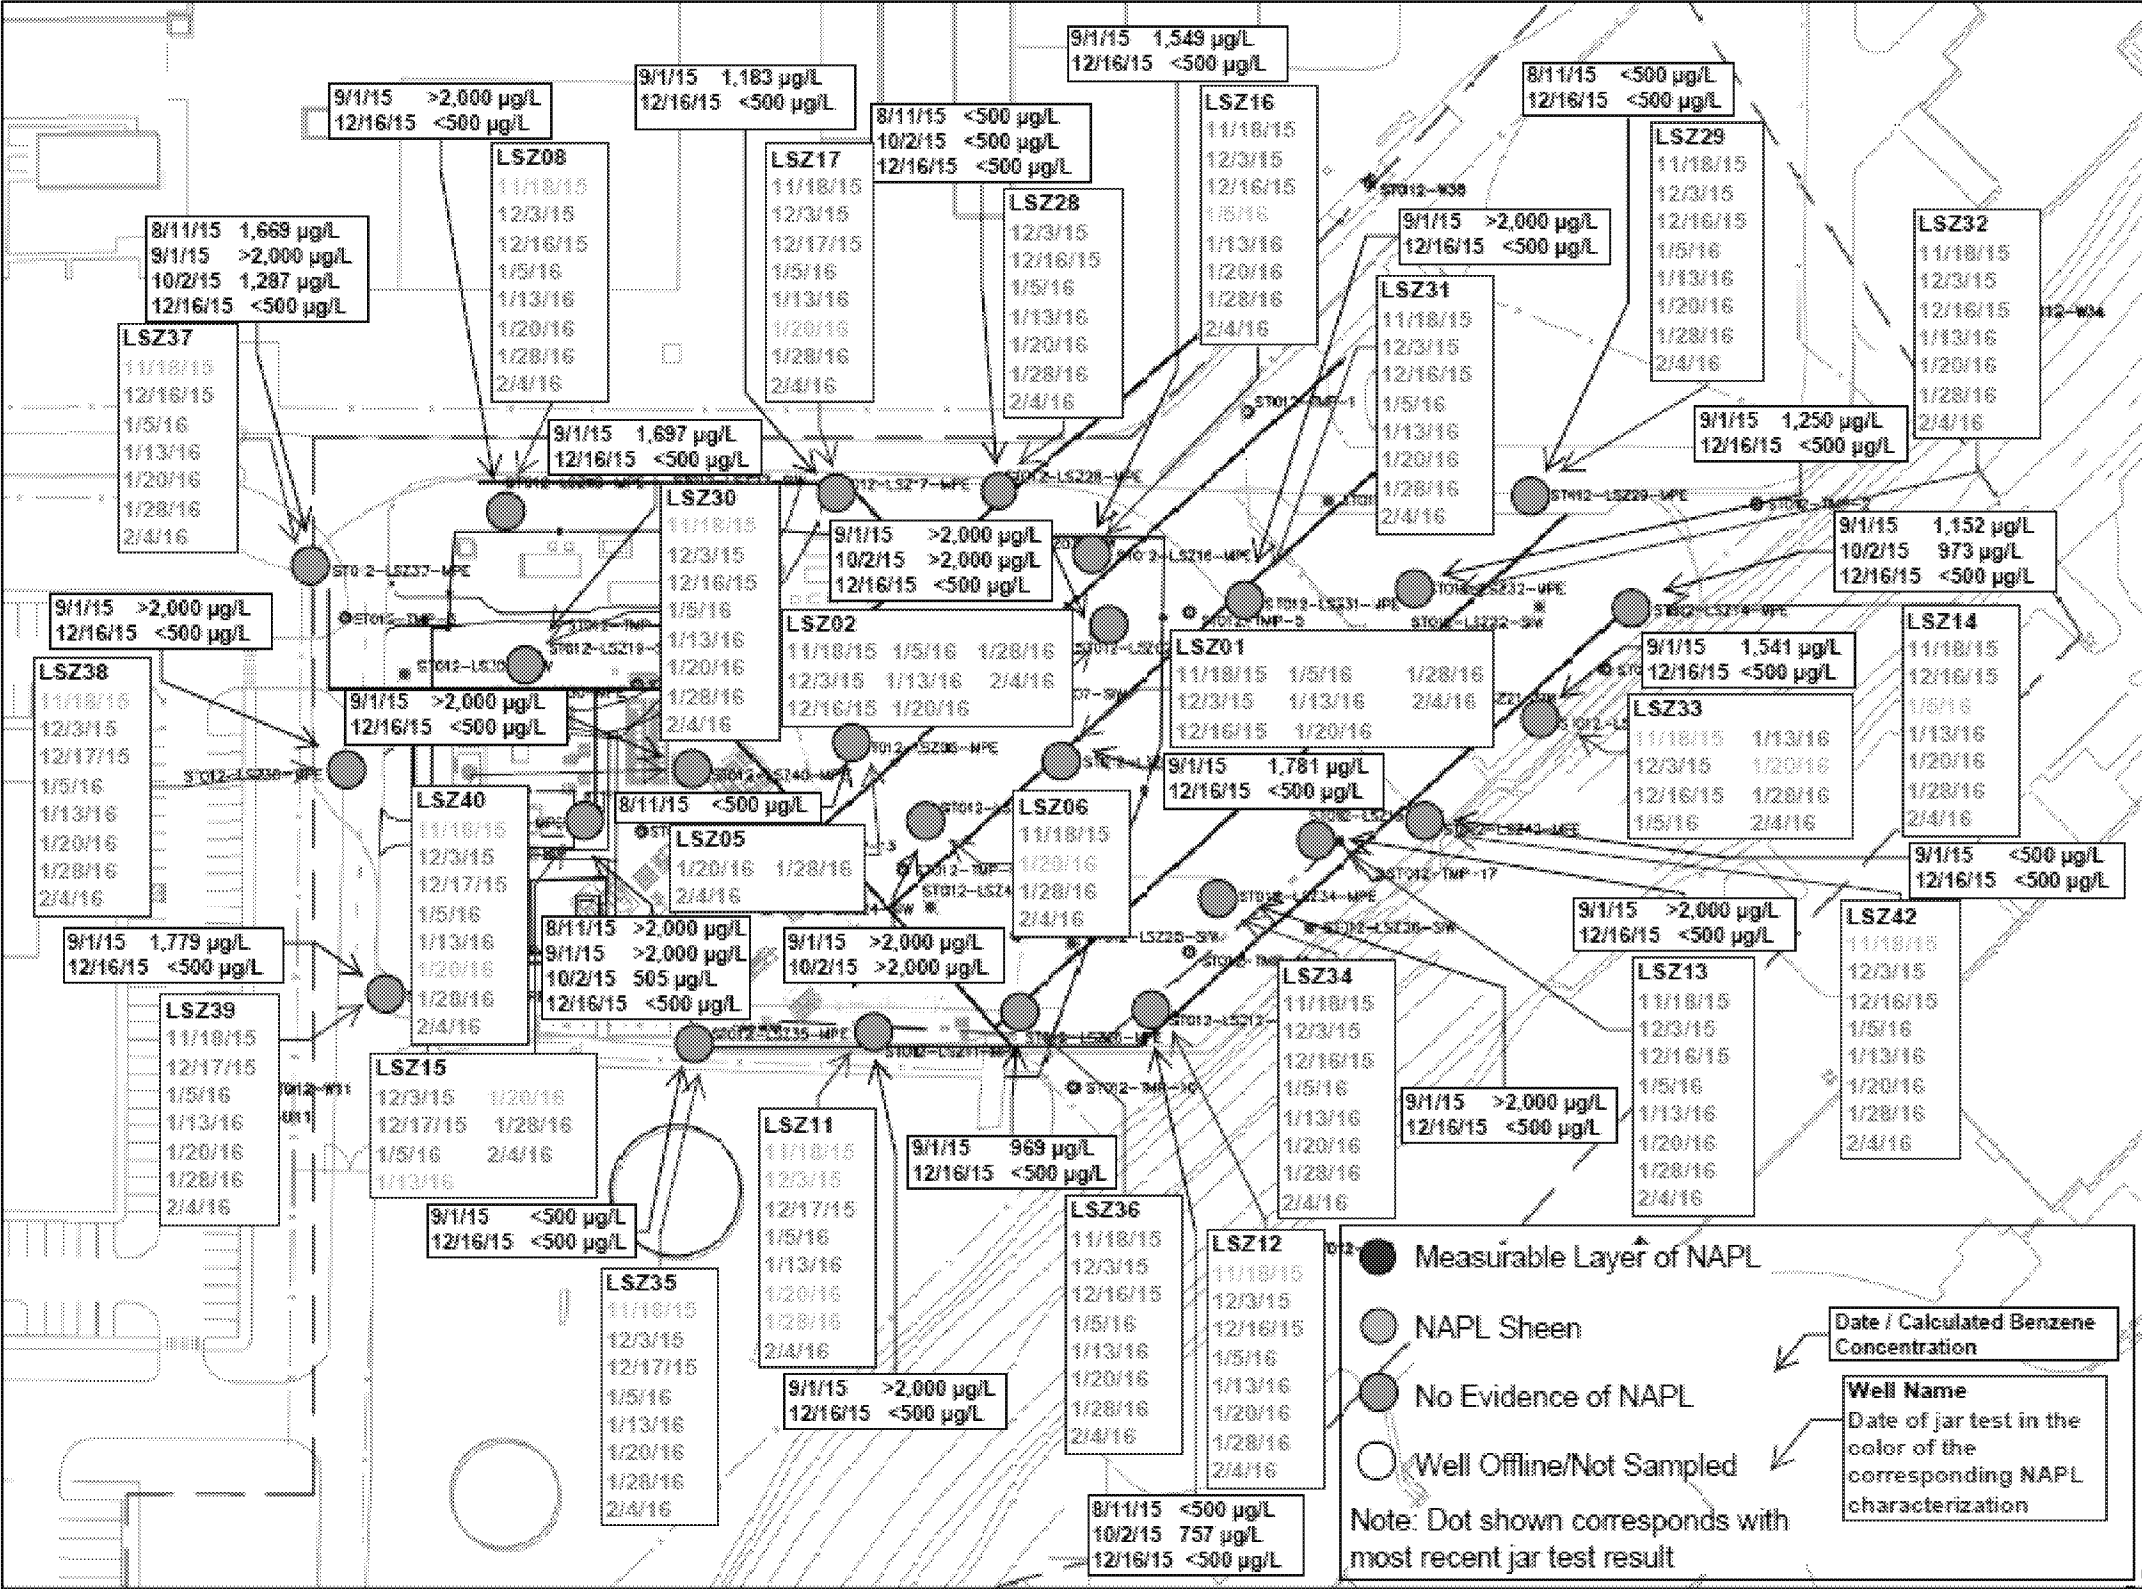 9/1/15 1,549 µg/L
12/16/15 <500 µg/L
9/1/15 1,183 µg/L
12/16/15 <500 µg/L
8/11/15 <500 µg/L
12/16/15 <500 µg/L
9/1/15 >2,000 µg/L
12/16/15 <500 µg/L
8/11/15 <500 µg/L
10/2/15 <500 µg/L
12/16/15 <500 µg/L
LSZ16
11/18/15
12/3/15
12/16/15
1/5/16
1/13/16
1/20/16
1/28/16
2/4/16
LSZ29
11/18/15
12/3/15
12/16/15
1/5/16
1/13/16
1/20/16
1/28/16
2/4/16
LSZ08
11/18/15
12/3/15
12/16/15
1/5/16
1/13/16
1/20/16
1/28/16
2/4/16
LSZ17
11/18/15
12/3/15
12/17/15
1/5/16
1/13/16
1/20/16
1/28/16
2/4/16
LSZ28
12/3/15
12/16/15
1/5/16
1/13/16
1/20/16
1/28/16
2/4/16
ST012-W38
9/1/15 >2,000 µg/L
12/16/15 <500 µg/L
LSZ32
11/18/15
12/3/15
12/16/15
1/13/16
1/20/16
1/28/16
2/4/16
8/11/15 1,669 µg/L
9/1/15 >2,000 µg/L
10/2/15 1,287 µg/L
12/16/15 <500 µg/L
LSZ31
11/18/15
12/3/15
12/16/15
1/5/16
1/13/16
1/20/16
1/28/16
2/4/16
LSZ37
11/18/15
12/16/15
1/5/16
1/13/16
1/20/16
1/28/16
2/4/16
ST012-TMP-1
9/1/15 1,697 µg/L
12/16/15 <500 µg/L
9/1/15 1,250 µg/L
12/16/15 <500 µg/L
ST012-LSZ29-MPE
LSZ30
11/18/15
12/3/15
12/16/15
1/5/16
1/13/16
1/20/16
1/28/16
2/4/16
9/1/15 >2,000 µg/L
10/2/15 >2,000 µg/L
12/16/15 <500 µg/L
9/1/15 1,152 µg/L
10/2/15 973 µg/L
12/16/15 <500 µg/L
ST012-LSZ37-MPE
9/1/15 >2,000 µg/L
12/16/15 <500 µg/L
LSZ02
11/18/15 1/5/16 1/28/16
12/3/15 1/13/16 2/4/16
12/16/15 1/20/16
LSZ01
11/18/15 1/5/16 1/28/16
12/3/15 1/13/16 2/4/16
12/16/15 1/20/16
LSZ14
11/18/15
12/16/15
1/5/16
1/13/16
1/20/16
1/28/16
2/4/16
9/1/15 1,541 µg/L
12/16/15 <500 µg/L
LSZ38
11/18/15
12/3/15
12/17/15
1/5/16
1/13/16
1/20/16
1/28/16
2/4/16
9/1/15 >2,000 µg/L
12/16/15 <500 µg/L
LSZ33
11/18/15 1/13/16
12/3/15 1/20/16
12/16/15 1/28/16
1/5/16 2/4/16
9/1/15 1,781 µg/L
12/16/15 <500 µg/L
LSZ40
11/18/15
12/3/15
12/17/15
1/5/16
1/13/16
1/20/16
1/28/16
2/4/16
8/11/15 <500 µg/L
LSZ05
1/20/16 1/28/16
2/4/16
LSZ06
11/18/15
1/20/16
1/28/16
2/4/16
ST012-TMP-17
9/1/15 <500 µg/L
12/16/15 <500 µg/L
ST012-LSZ34-MPE
9/1/15 >2,000 µg/L
12/16/15 <500 µg/L
LSZ42
11/18/15
12/3/15
12/16/15
1/5/16
1/13/16
1/20/16
1/28/16
2/4/16
9/1/15 1,779 µg/L
12/16/15 <500 µg/L
8/11/15 >2,000 µg/L
9/1/15 >2,000 µg/L
10/2/15 505 µg/L
12/16/15 <500 µg/L
9/1/15 >2,000 µg/L
10/2/15 >2,000 µg/L
LSZ34
11/18/15
12/3/15
12/16/15
1/5/16
1/13/16
1/20/16
1/28/16
2/4/16
LSZ13
11/18/15
12/3/15
12/16/15
1/5/16
1/13/16
1/20/16
1/28/16
2/4/16
LSZ39
11/18/15
12/17/15
1/5/16
1/13/16
1/20/16
1/28/16
2/4/16
LSZ15
12/3/15 1/20/16
12/17/15 1/28/16
1/5/16 2/4/16
1/13/16
9/1/15 >2,000 µg/L
12/16/15 <500 µg/L
LSZ11
11/18/15
12/3/15
12/17/15
1/5/16
1/13/16
1/20/16
1/28/16
2/4/16
9/1/15 969 µg/L
12/16/15 <500 µg/L
9/1/15 <500 µg/L
12/16/15 <500 µg/L
LSZ36
11/18/15
12/3/15
12/16/15
1/5/16
1/13/16
1/20/16
1/28/16
2/4/16
LSZ12
11/18/15
12/3/15
12/16/15
1/5/16
1/13/16
1/20/16
1/28/16
2/4/16
LSZ35
11/18/15
12/3/15
12/17/15
1/5/16
1/13/16
1/20/16
1/28/16
2/4/16
9/1/15 >2,000 µg/L
12/16/15 <500 µg/L
8/11/15 <500 µg/L
10/2/15 757 µg/L
12/16/15 <500 µg/L
Measurable Layer of NAPL
NAPL Sheen
No Evidence of NAPL
Well Offline/Not Sampled
Note: Dot shown corresponds with
most recent jar test result
Date / Calculated Benzene
Concentration
Well Name
Date of jar test in the
color of the
corresponding NAPL
characterization